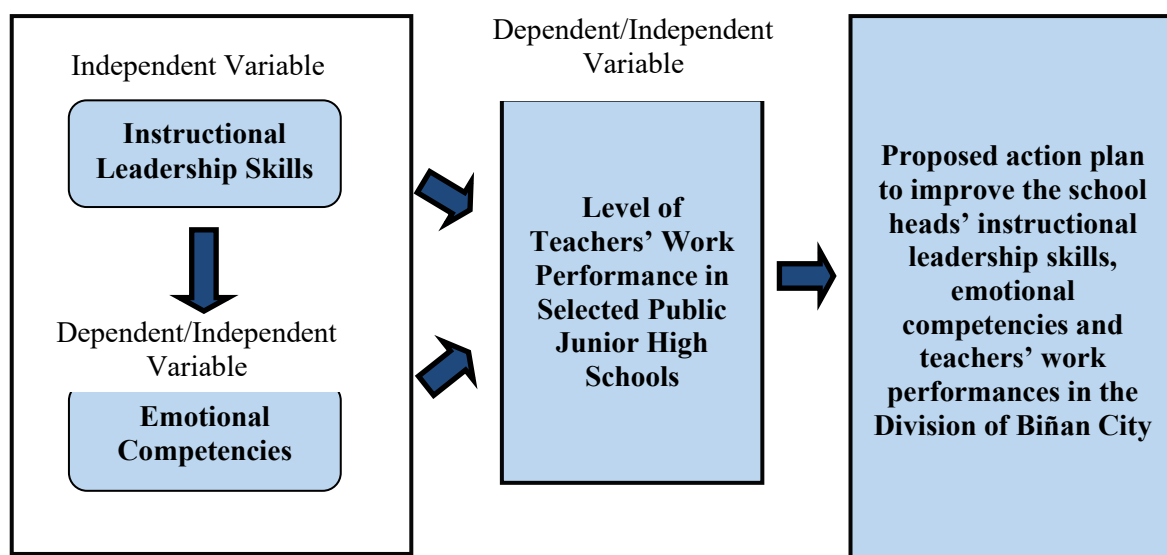 Independent Variable
Instructional
Leadership Skills
Dependent/Independent
Variable
Emotional
Competencies
Dependent/Independent
Variable
Level of
Teachers’ Work
Performance in
Selected Public
Junior High
Schools
Proposed action plan
to improve the school
heads’ instructional
leadership skills,
emotional
competencies and
teachers’ work
performances in the
Division of Biñan City